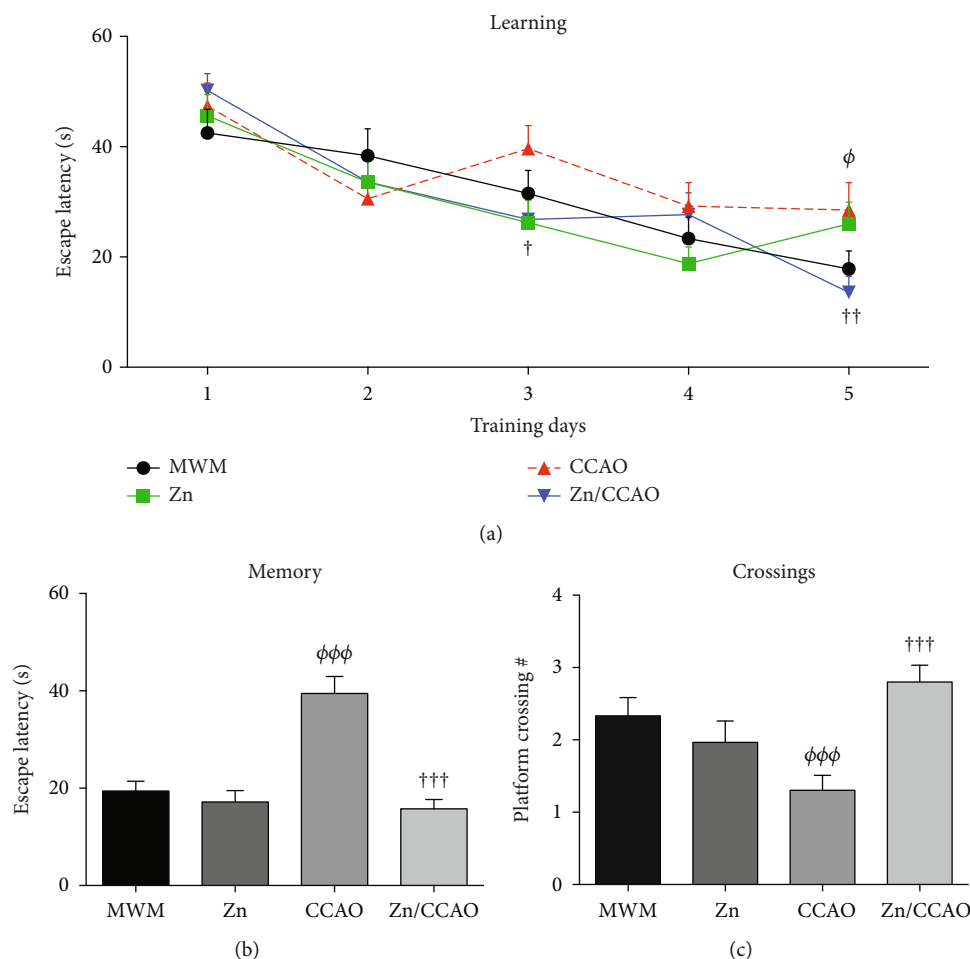 Learning
60
40
20
0
Escape latency (s)
ϕ
†
††
1 2 3 4 5
Training days
MWM CCAO
Zn Zn/CCAO
(a)
Memory
60
40
20
0
Escape latency (s)
ϕϕϕ
†††
MWM Zn CCAO Zn/CCAO
(b)
Crossings
4
3
2
1
0
Platform crossing #
†††
ϕϕϕ
MWM Zn CCAO Zn/CCAO
(c)